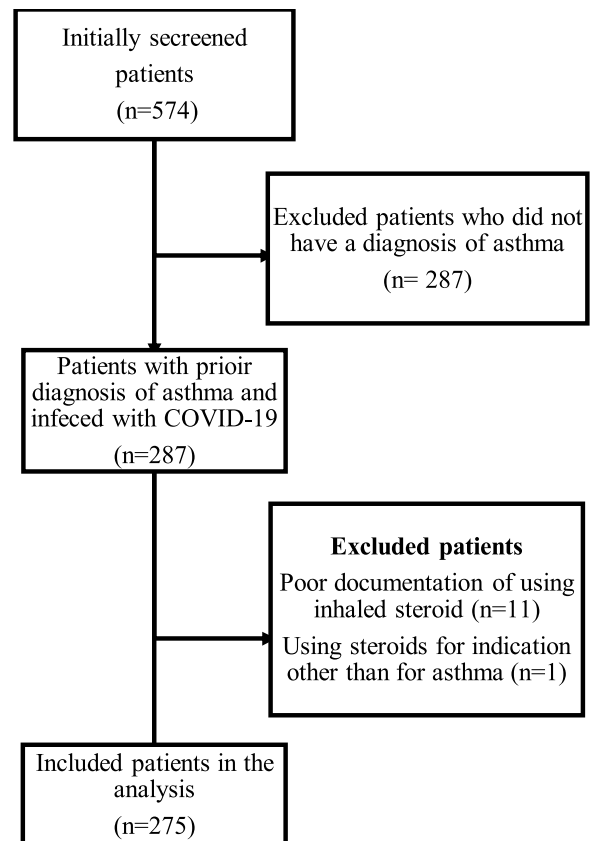 Initially secreened
patients
(n=574)
Excluded patients who did not
have a diagnosis of asthma
(n= 287)
Patients with prioir
diagnosis of asthma and
infeced with COVID-19
(n=287)
Excluded patients
Poor documentation of using
inhaled steroid (n=11)
Using steroids for indication
other than for asthma (n=1)
Included patients in the
analysis
(n=275)